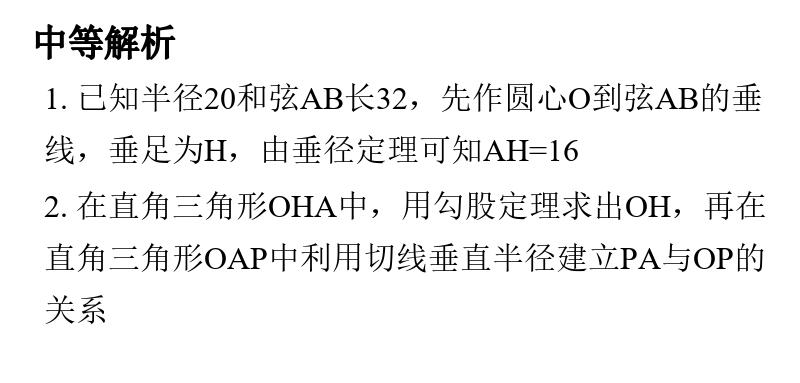 中等解析
1. 已知半径20和弦AB长32，先作圆心O到弦AB的垂
线，垂足为H，由垂径定理可知AH=16
2. 在直角三角形OHA中，用勾股定理求出OH，再在
直角三角形OAP中利用切线垂直半径建立PA与OP的
关系